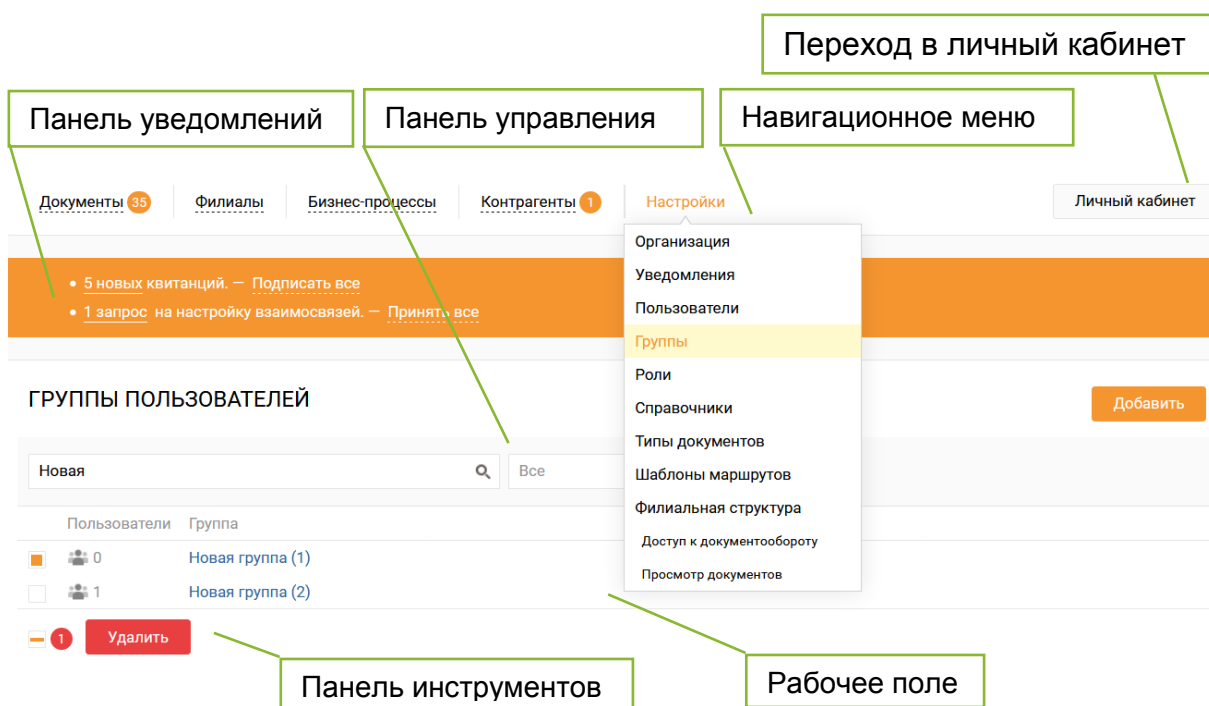 Переход в личный кабинет
Панель уведомлений
Панель управления
Навигационное меню
Документы 35
Филиалы
Бизнес-процессы
Контрагенты 1
Настройки
Личный кабинет
Организация
Уведомления
Пользователи
Группы
Роли
Справочники
Типы документов
Шаблоны маршрутов
Филиальная структура
Доступ к документообороту
Просмотр документов
• 5 новых квитанций. — Подписать все
• 1 запрос на настройку взаимосвязей. — Принять все
ГРУППЫ ПОЛЬЗОВАТЕЛЕЙ
Добавить
Новая
Все
Пользователи Группа
0 Новая группа (1)
1 Новая группа (2)
1 Удалить
Панель инструментов
Рабочее поле